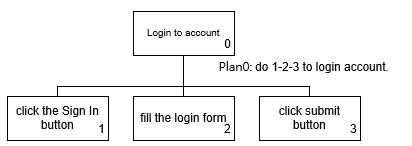 Login to account
0
Plan0: do 1-2-3 to login account.
click the Sign In
button
1
fill the login form
2
click submit
button
3